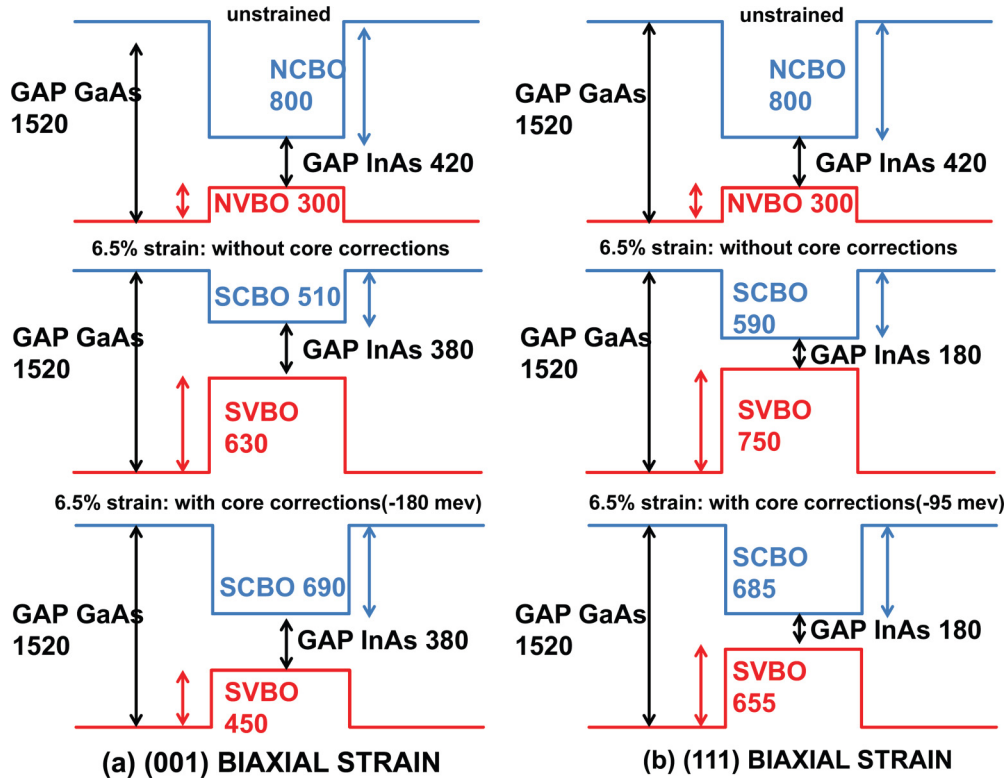 unstrained
NCBO
800
GAP GaAs
1520
GAP InAs 420
NVBO 300
6.5% strain: without core corrections
SCBO 510
GAP GaAs
1520
GAP InAs 380
SVBO
630
6.5% strain: with core corrections(-180 mev)
SCBO 690
GAP GaAs
1520
GAP InAs 380
SVBO
450
(a) (001) BIAXIAL STRAIN
unstrained
NCBO
800
GAP GaAs
1520
GAP InAs 420
NVBO 300
6.5% strain: without core corrections
SCBO
590
GAP GaAs
1520
GAP InAs 180
SVBO
750
6.5% strain: with core corrections(-95 mev)
SCBO
685
GAP GaAs
1520
GAP InAs 180
SVBO
655
(b) (111) BIAXIAL STRAIN